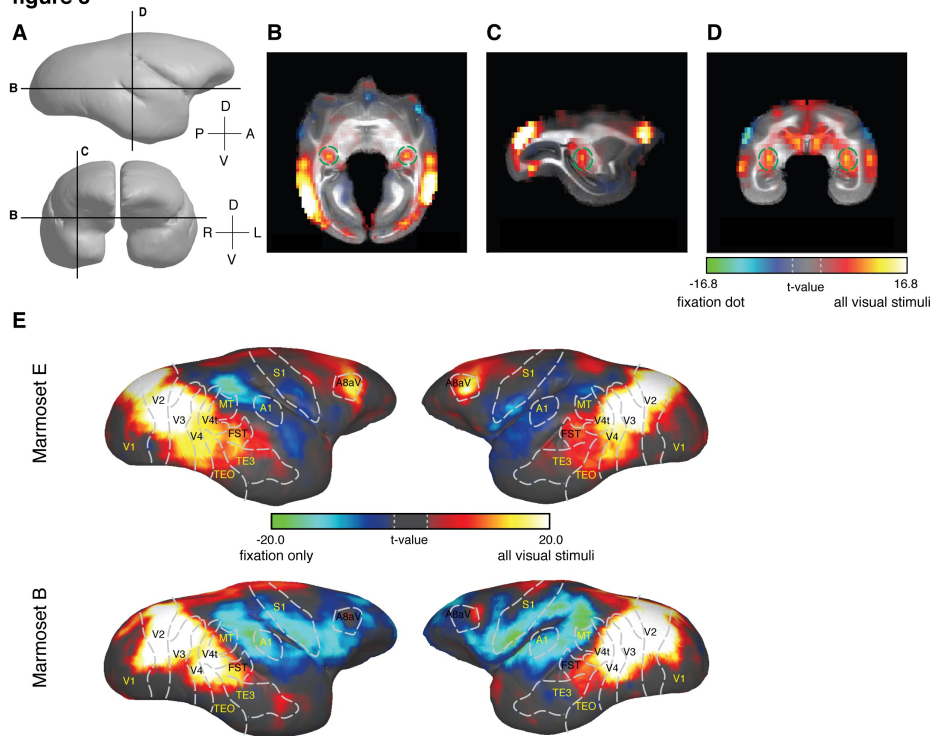 figure 3
A
B
C
D
D
B
D
P
A
V
C
B
D
R
L
V
-16.8
t-value
16.8
fixation dot
all visual stimuli
E
Marmoset E
V2
V3
V4t
V4
V1
MT
FST
TE3
TEO
A1
S1
A8aV
A8aV
S1
A1
MT
V4t
V3
V2
FST
V4
V1
TE3
TEO
-20.0
t-value
20.0
fixation only
all visual stimuli
Marmoset B
V2
V3
V4t
V4
V1
MT
FST
TE3
TEO
A1
S1
A8aV
A8aV
S1
A1
MT
V4t
V3
V2
FST
V4
V1
TE3
TEO